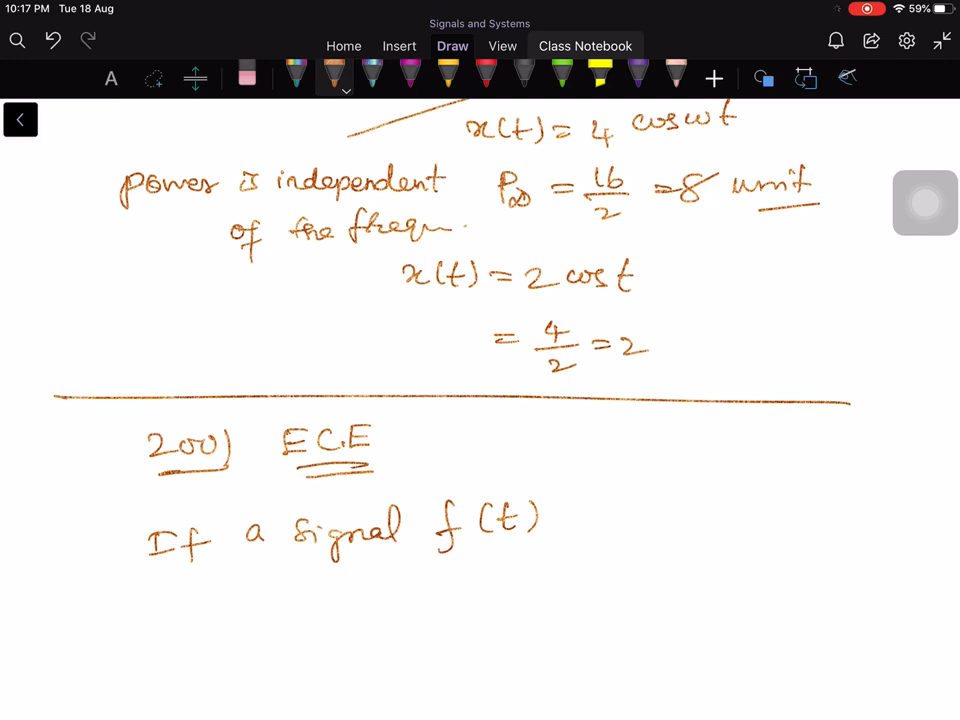 10:17 PM Tue 18 Aug
59%
Signals and Systems
Home Insert Draw View Class Notebook
A
x(t) = 4 cos ωt
power is independent P∞ = 16/2 = 8 unit
of the frequn.
x(t) = 2 cos t
= 4/2 = 2
2001 E C.E
If a signal f(t)